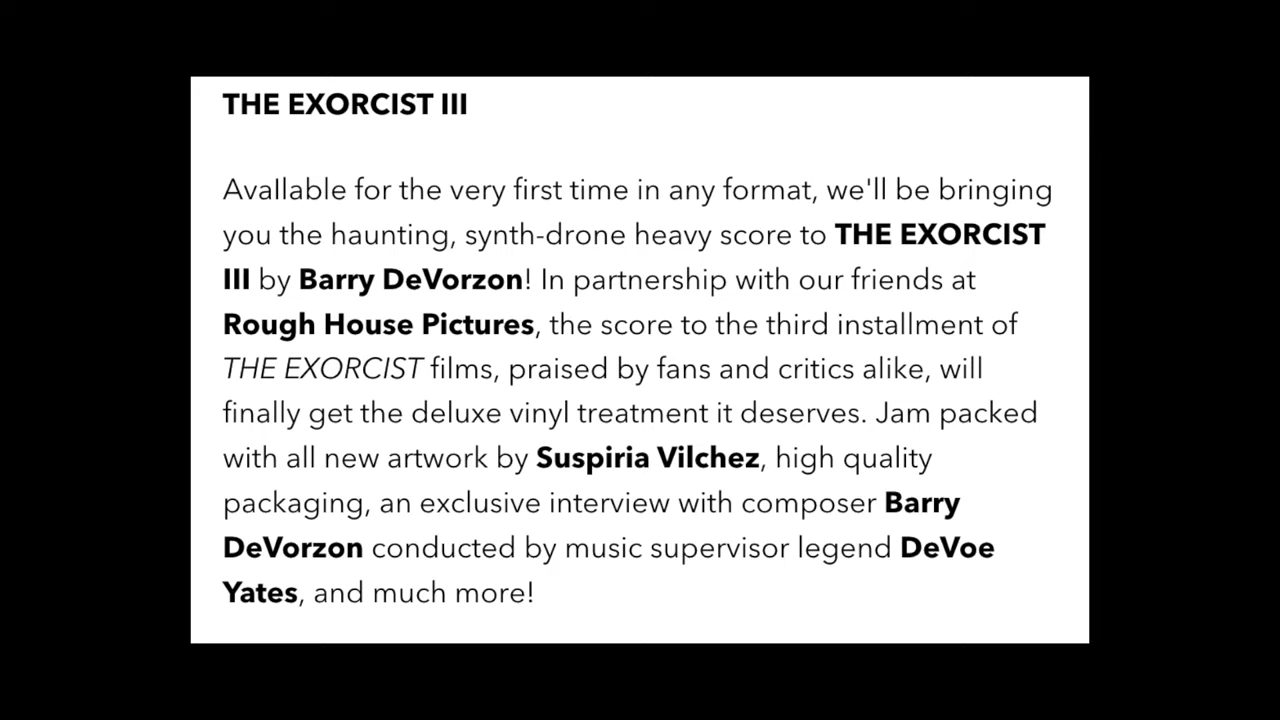 THE EXORCIST III
Avallable for the very first time in any format, we'll be bringing
you the haunting, synth-drone heavy score to THE EXORCIST
III by Barry DeVorzon! In partnership with our friends at
Rough House Pictures, the score to the third installment of
THE EXORCIST films, praised by fans and critics alike, will
finally get the deluxe vinyl treatment it deserves. Jam packed
with all new artwork by Suspiria Vilchez, high quality
packaging, an exclusive interview with composer Barry
DeVorzon conducted by music supervisor legend DeVoe
Yates, and much more!